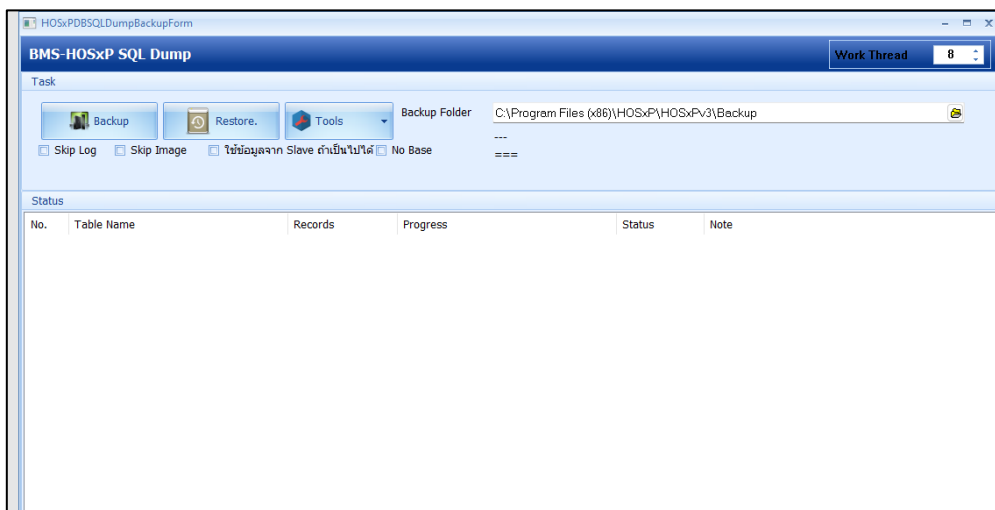 HOSxPDBSQLDumpBackupForm
BMS-HOSxP SQL Dump
Work Thread 8
Task
Backup Restore. Tools Backup Folder C:\Program Files (x86)\HOSxP\HOSxPv3\Backup
---
Skip Log Skip Image ใช้ข้อมูลจาก Slave ถ้าเป็นไปได้ No Base ===
Status
No. Table Name Records Progress Status Note